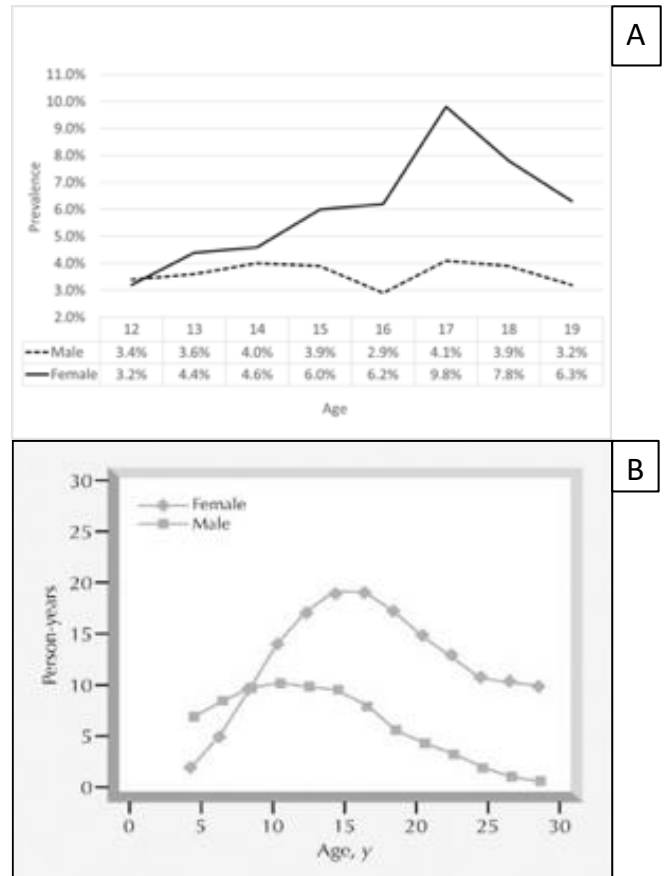 A
11.0%
10.0%
9.0%
8.0%
7.0%
6.0%
5.0%
4.0%
3.0%
2.0%
Prevalence
12 13 14 15 16 17 18 19
Male 3.4% 3.6% 4.0% 3.9% 2.9% 4.1% 3.9% 3.2%
Female 3.2% 4.4% 4.6% 6.0% 6.2% 9.8% 7.8% 6.3%
Age
B
30
25
20
15
10
5
0
Person-years
Female
Male
0 5 10 15 20 25 30
Age, y